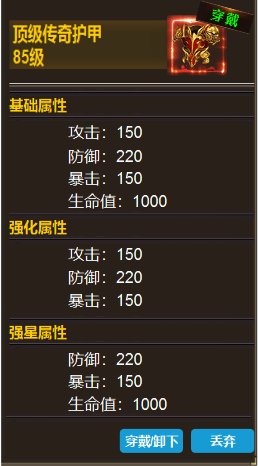 穿戴
顶级传奇护甲
85级
基础属性
攻击：150
防御：220
暴击：150
生命值：1000
强化属性
攻击：150
防御：220
暴击：150
强星属性
防御：220
暴击：150
生命值：1000
穿戴/卸下 丢弃